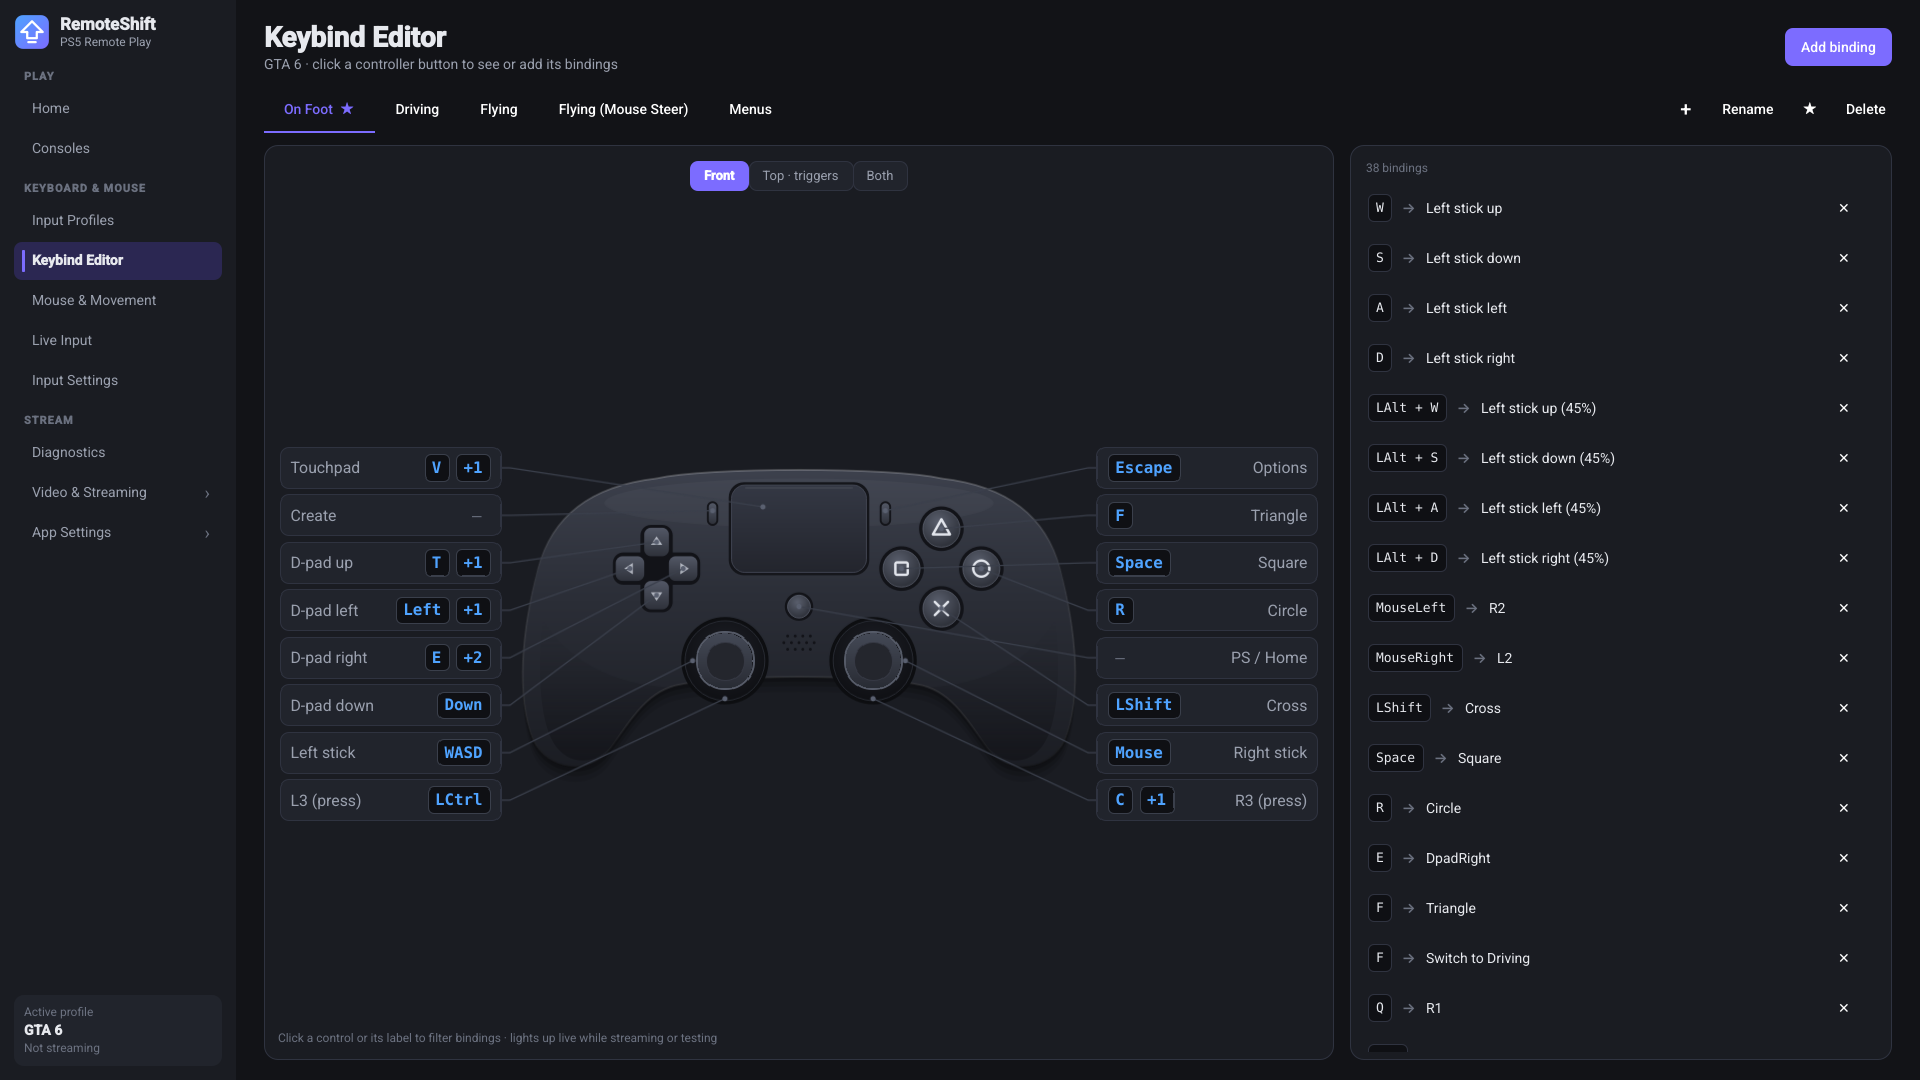 RemoteShift
PS5 Remote Play
PLAY
Home
Consoles
KEYBOARD & MOUSE
Input Profiles
Keybind Editor
Mouse & Movement
Live Input
Input Settings
STREAM
Diagnostics
Video & Streaming
App Settings
Active profile
GTA 6
Not streaming
Keybind Editor
GTA 6 · click a controller button to see or add its bindings
Add binding
On Foot ★ Driving Flying Flying (Mouse Steer) Menus
+ Rename ★ Delete
Front Top · triggers Both
Touchpad V +1
Create –
D-pad up T +1
D-pad left Left +1
D-pad right E +2
D-pad down Down
Left stick WASD
L3 (press) LCtrl
Escape Options
F Triangle
Space Square
R Circle
– PS / Home
LShift Cross
Mouse Right stick
C +1 R3 (press)
Click a control or its label to filter bindings · lights up live while streaming or testing
38 bindings
W → Left stick up ×
S → Left stick down ×
A → Left stick left ×
D → Left stick right ×
LAlt + W → Left stick up (45%) ×
LAlt + S → Left stick down (45%) ×
LAlt + A → Left stick left (45%) ×
LAlt + D → Left stick right (45%) ×
MouseLeft → R2 ×
MouseRight → L2 ×
LShift → Cross ×
Space → Square ×
R → Circle ×
E → DpadRight ×
F → Triangle ×
F → Switch to Driving ×
Q → R1 ×